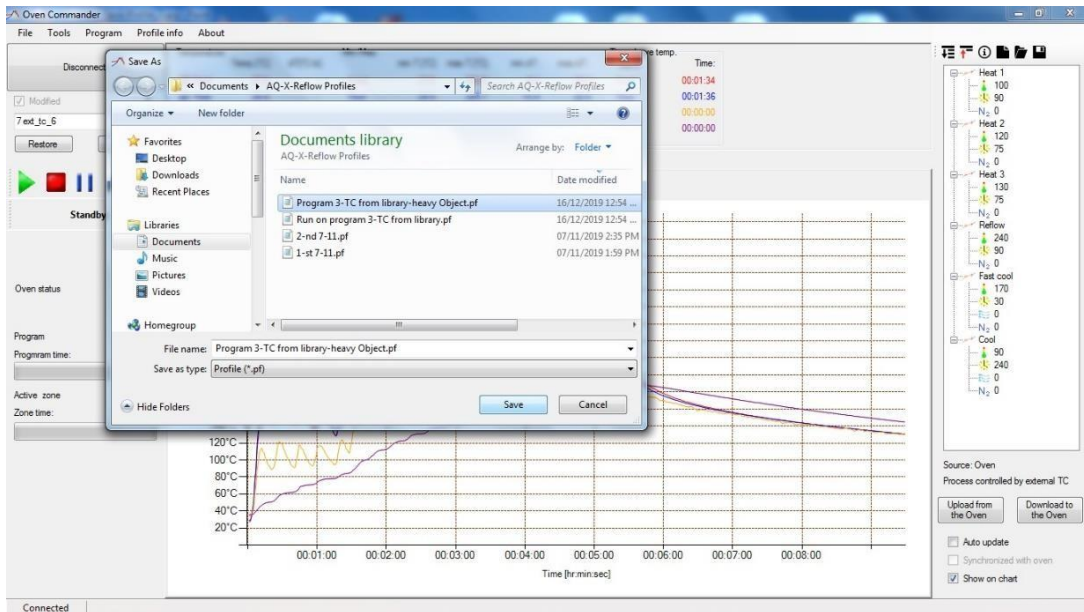 Oven Commander
File Tools Program Profile info About
Disconnect
Modified
7 ext_tc_6
Restore
Standby
Oven status
Program
Progmram time:
Active zone
Zone time:
Save As
« Documents ▸ AQ-X-Reflow Profiles
Search AQ-X-Reflow Profiles
Organize New folder
Favorites
Desktop
Downloads
Recent Places
Libraries
Documents
Music
Pictures
Videos
Homegroup
Documents library
AQ-X-Reflow Profiles
Arrange by: Folder
Name Date modified
Program 3-TC from library-heavy Object.pf 16/12/2019 12:54 ...
Run on program 3-TC from library.pf 16/12/2019 12:54 ...
2-nd 7-11.pf 07/11/2019 2:35 PM
1-st 7-11.pf 07/11/2019 1:59 PM
File name: Program 3-TC from library-heavy Object.pf
Save as type: Profile (*.pf)
Hide Folders
Save Cancel
temp.
Time:
00:01:34
00:01:36
00:00:00
00:00:00
120°C
100°C
80°C
60°C
40°C
20°C
00:01:00 00:02:00 00:03:00 00:04:00 00:05:00 00:06:00 00:07:00 00:08:00
Time [hr:min:sec]
Heat 1
100
90
N₂ 0
Heat 2
120
75
N₂ 0
Heat 3
130
75
N₂ 0
Reflow
240
90
N₂ 0
Fast cool
170
30
0
N₂ 0
Cool
90
240
0
N₂ 0
Source: Oven
Process controlled by external TC
Upload from the Oven
Download to the Oven
Auto update
Synchronized with oven
Show on chart
Connected